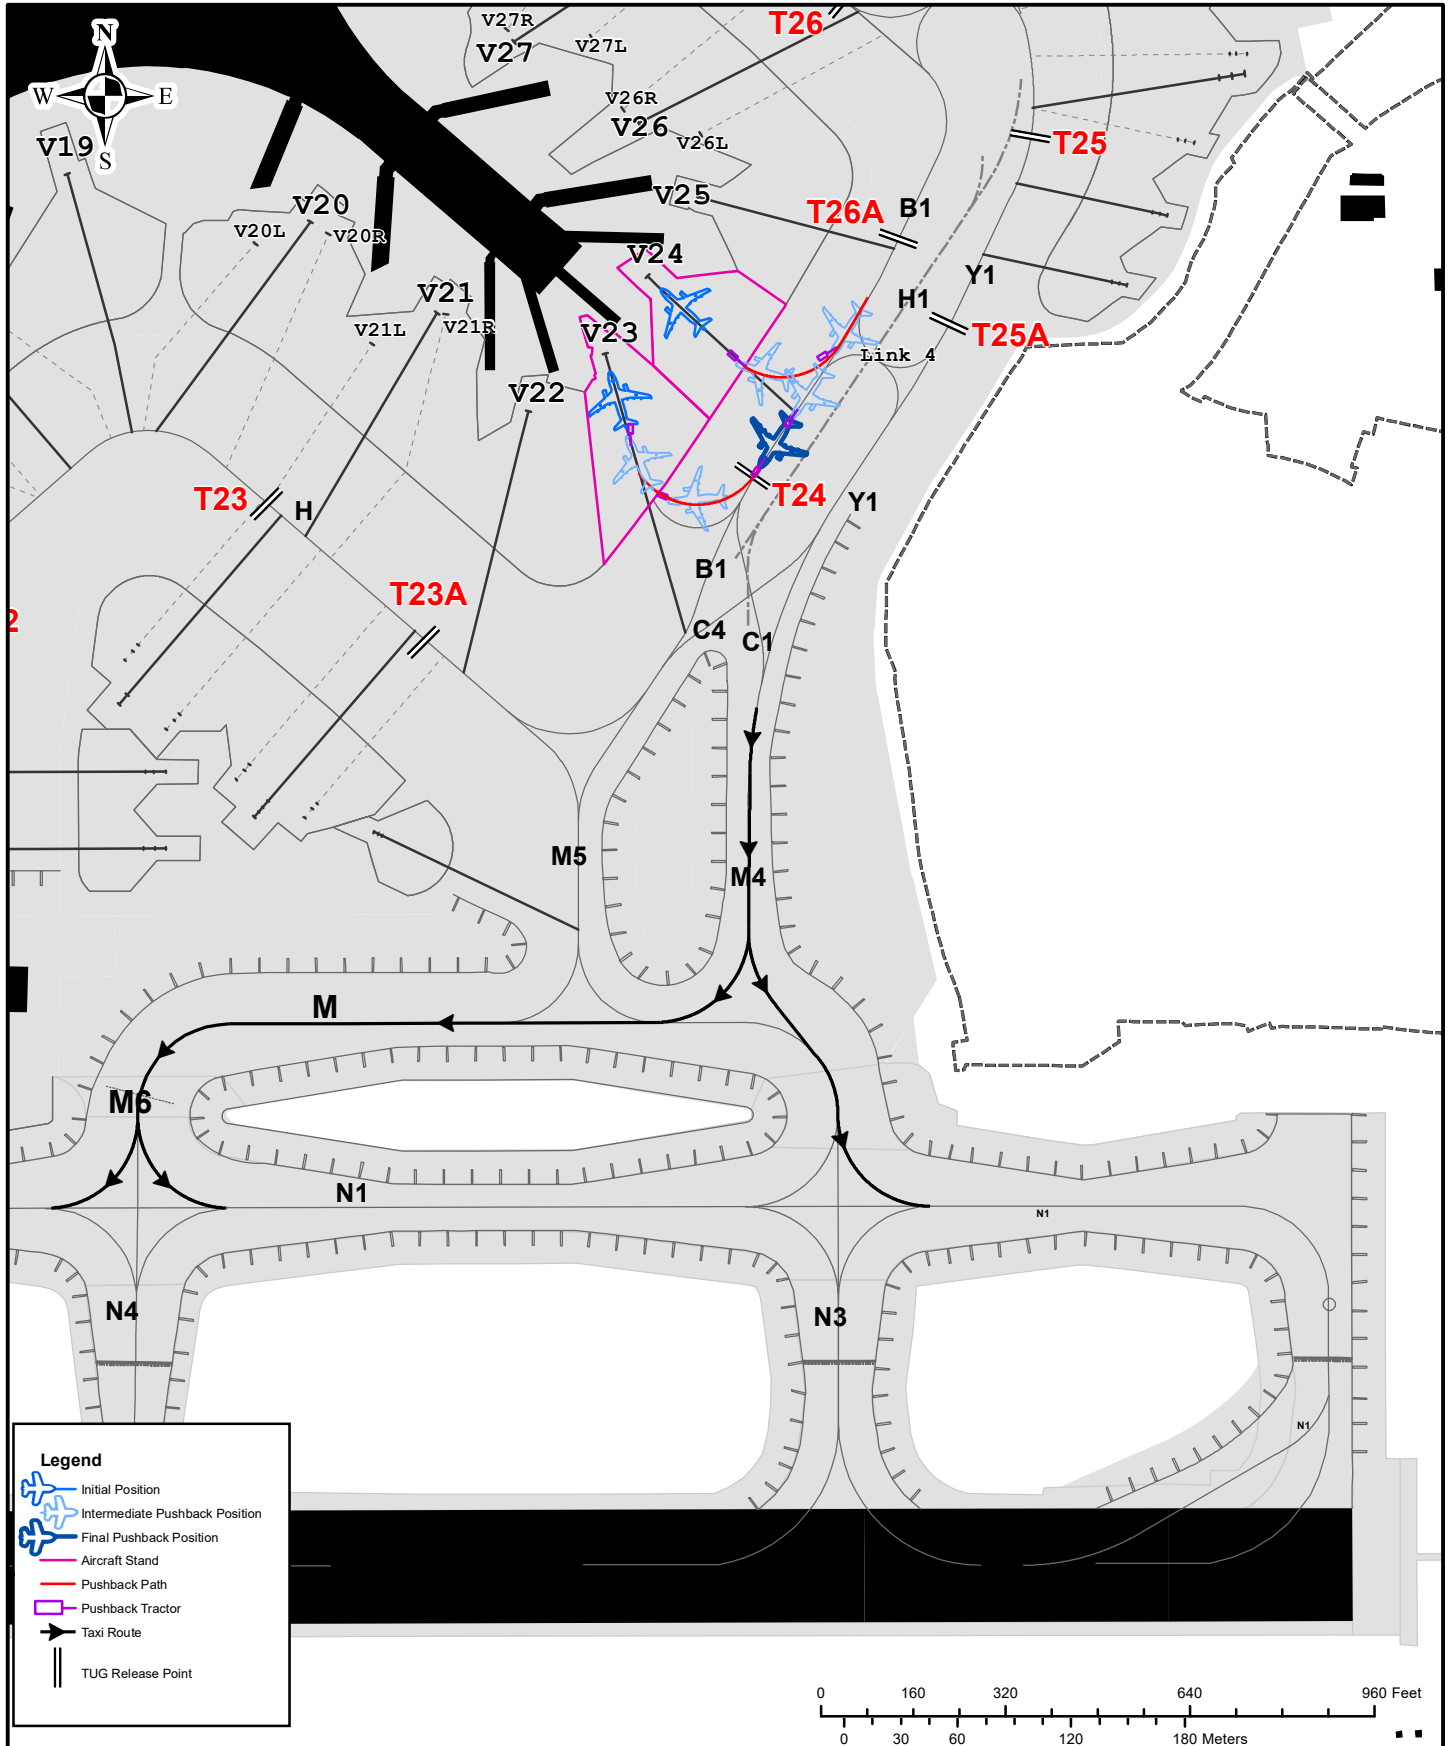 V27R
T26
V27
V27L
N
W
E
S
V19
V26R
V26
V26L
T25
V20
V20L
V20R
V25
T26A
B1
V24
Y1
V21
V21L
V21R
H1
T25A
V23
Link 4
V22
T23
H
T24
Y1
B1
T23A
2
C4
C1
M5
M4
M
M6
N1
N1
N4
N3
N1
Legend
Initial Position
Intermediate Pushback Position
Final Pushback Position
Aircraft Stand
Pushback Path
Pushback Tractor
Taxi Route
TUG Release Point
0 160 320 640 960 Feet
0 30 60 120 180 Meters